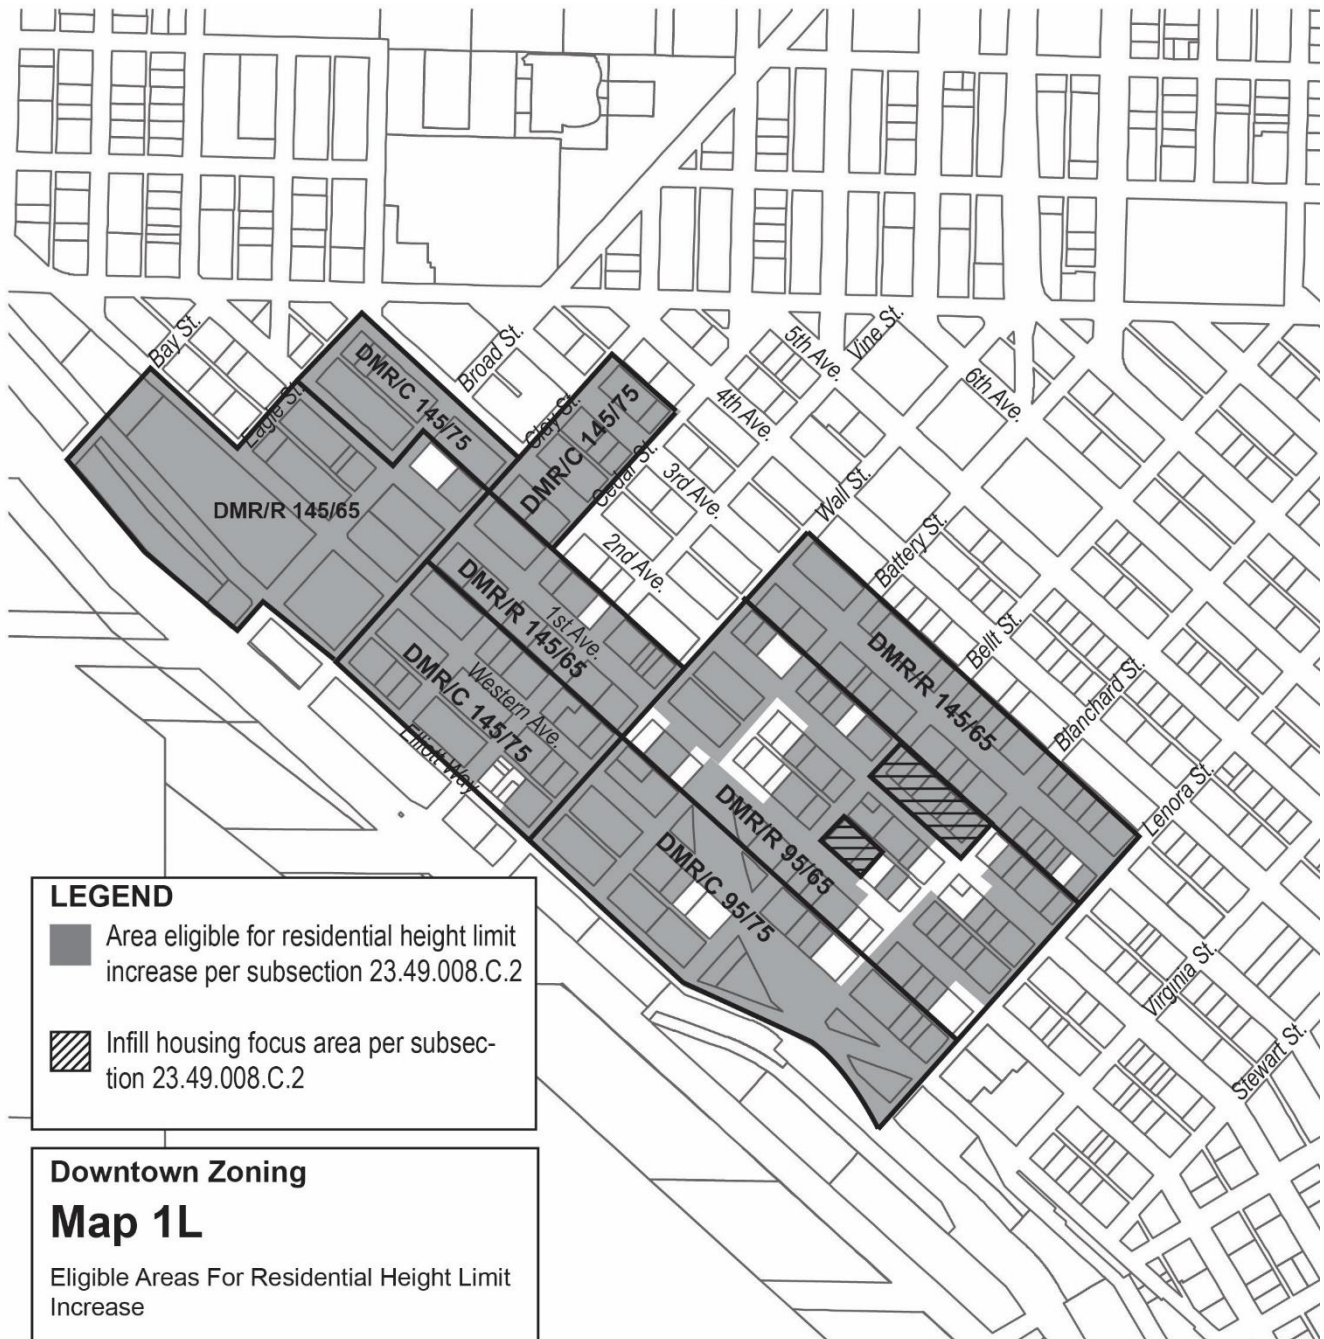 Bay St.
Eagle St.
DMR/C 145/75
Broad St.
Clay St.
DMR/C 145/75
Cedar St.
5th Ave.
Vine St.
4th Ave.
6th Ave.
3rd Ave.
2nd Ave.
Wall St.
Battery St.
Bellt St.
Blanchard St.
Lenora St.
Virginia St.
Stewart St.
DMR/R 145/65
DMR/R 145/65
1st Ave.
DMR/C 145/75
Western Ave.
Elliott Way
DMR/R 145/65
DMR/R 95/65
DMR/C 95/75
LEGEND
Area eligible for residential height limit
increase per subsection 23.49.008.C.2
Infill housing focus area per subsec-
tion 23.49.008.C.2
Downtown Zoning
Map 1L
Eligible Areas For Residential Height Limit
Increase